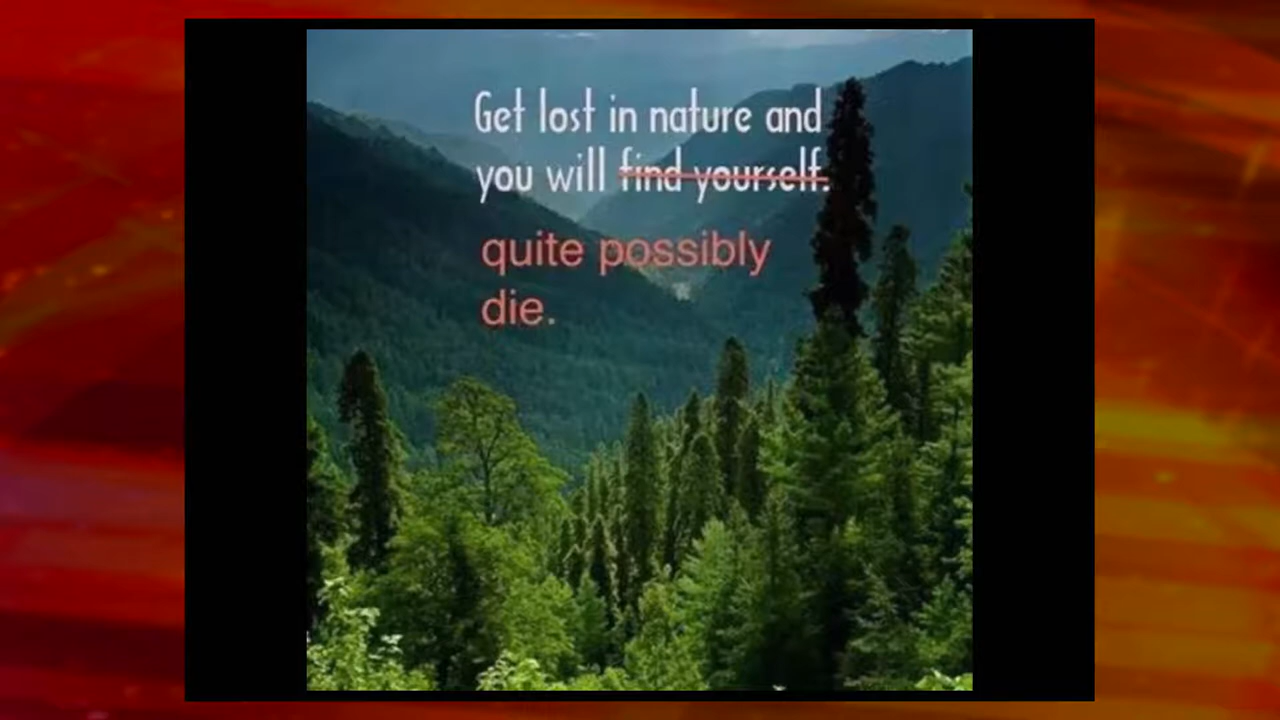 Get lost in nature and
you will find yourself.
quite possibly
die.